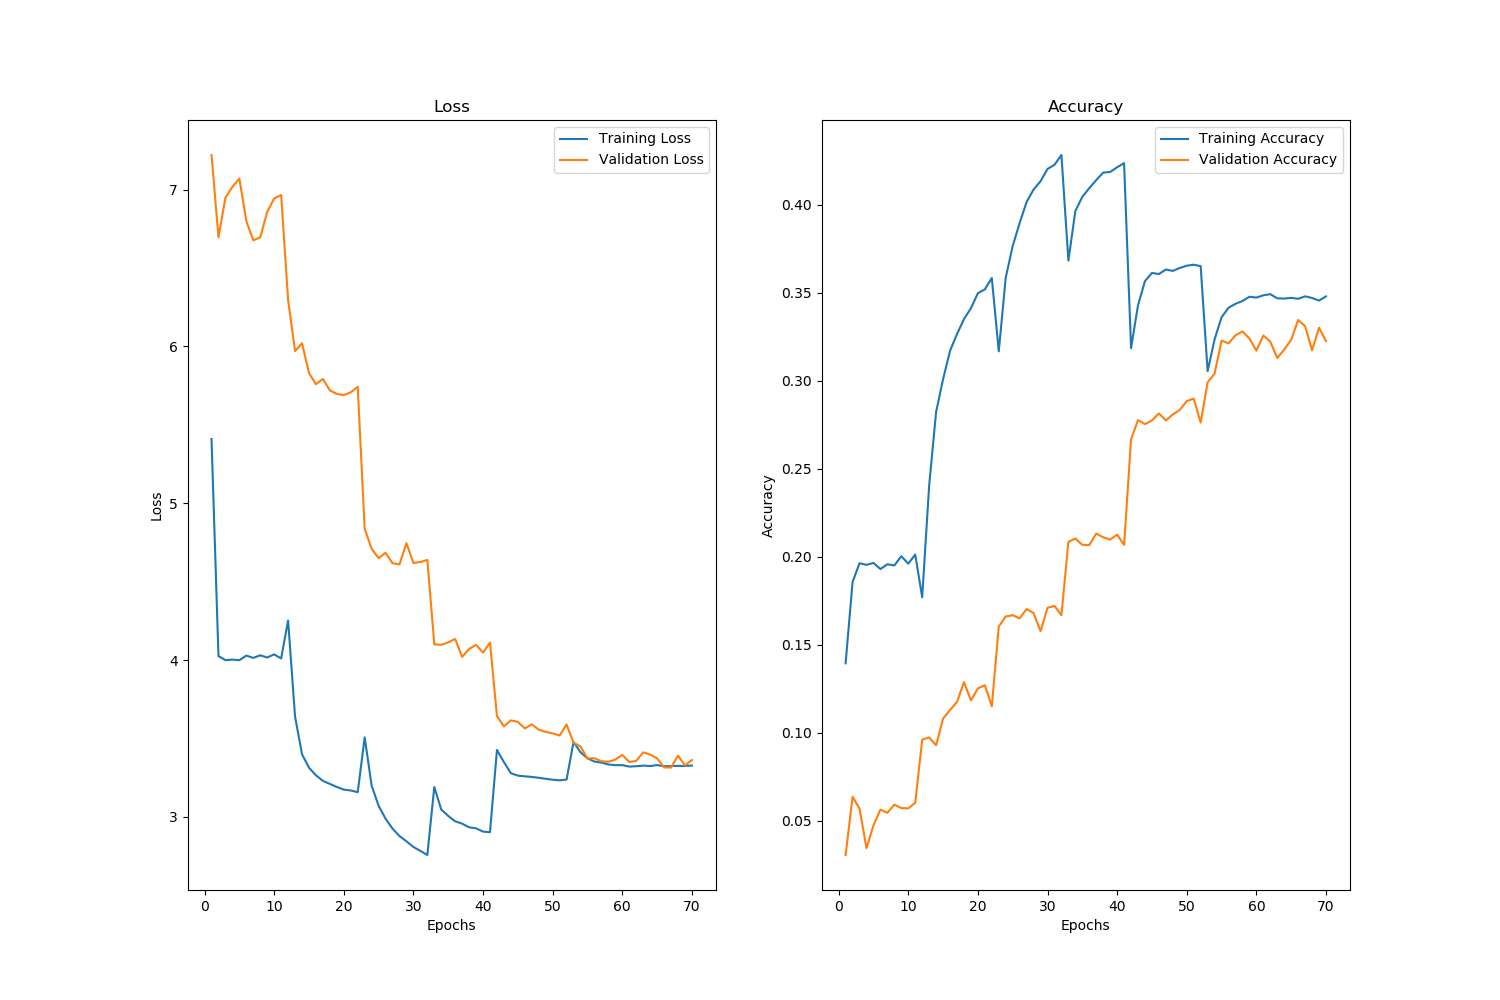 Loss
Training Loss
Validation Loss
7
6
5
4
3
Loss
0 10 20 30 40 50 60 70
Epochs
Accuracy
Training Accuracy
Validation Accuracy
0.40
0.35
0.30
0.25
0.20
0.15
0.10
0.05
Accuracy
0 10 20 30 40 50 60 70
Epochs